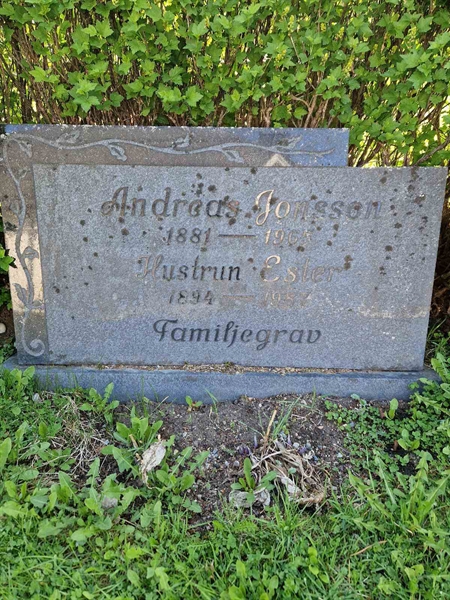 Andreas Jonsson
1881 —
Hustrun Ester
1894 —
Familjegrav